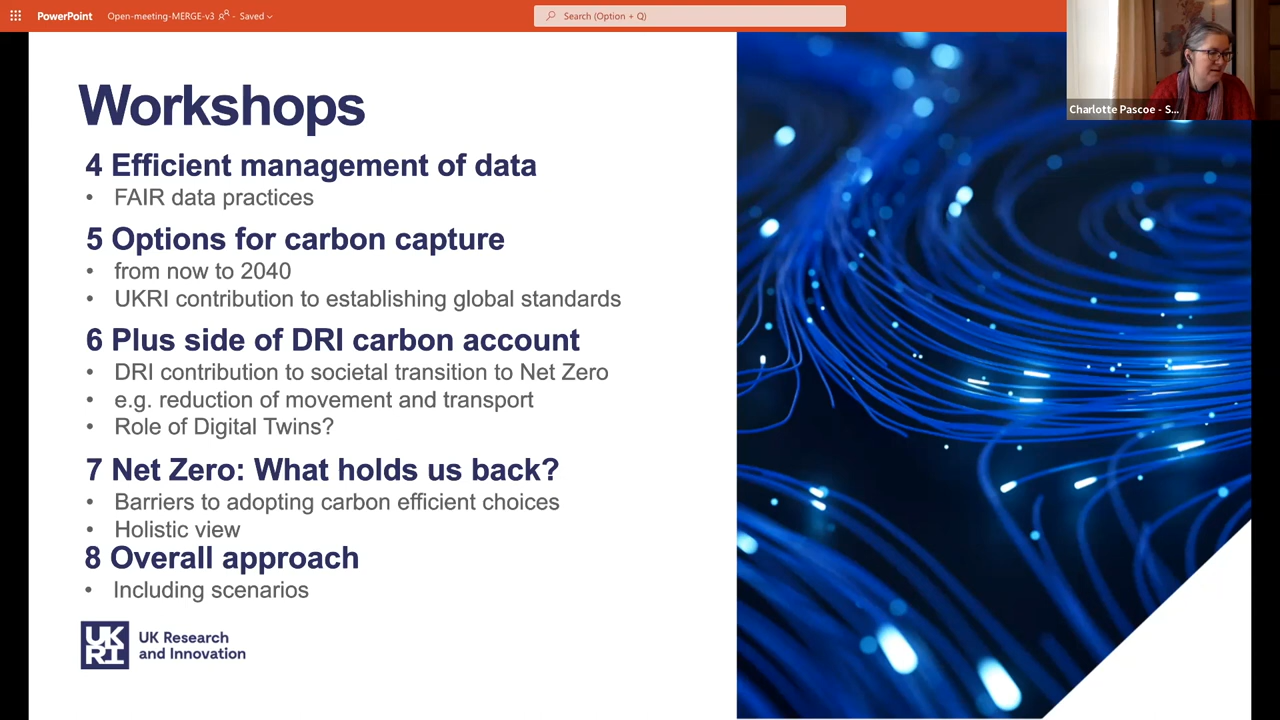 PowerPoint
Open-meeting-MERGE-v3 - Saved
Search (Option + Q)
Charlotte Pascoe - S...
Workshops
4 Efficient management of data
• FAIR data practices
5 Options for carbon capture
• from now to 2040
• UKRI contribution to establishing global standards
6 Plus side of DRI carbon account
• DRI contribution to societal transition to Net Zero
• e.g. reduction of movement and transport
• Role of Digital Twins?
7 Net Zero: What holds us back?
• Barriers to adopting carbon efficient choices
• Holistic view
8 Overall approach
• Including scenarios
UK
RI
UK Research
and Innovation